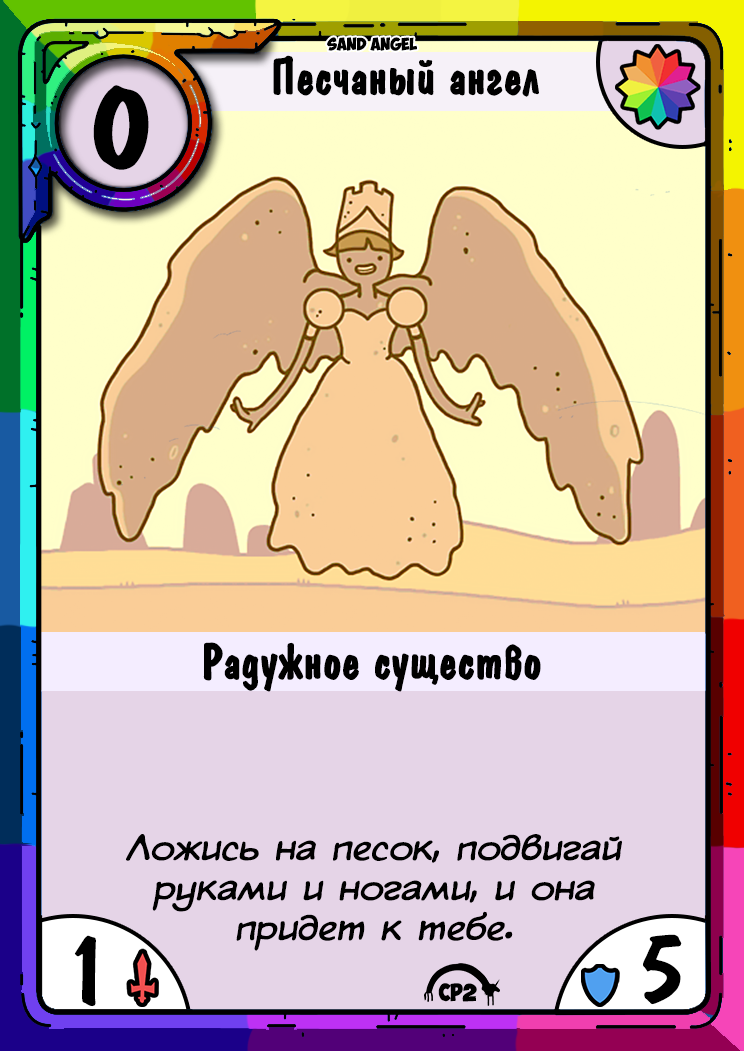 SAND ANGEL
Песчаный ангел
0
Радужное существо
Ложись на песок, подвигай
руками и ногами, и она
придет к тебе.
1
CP2
5